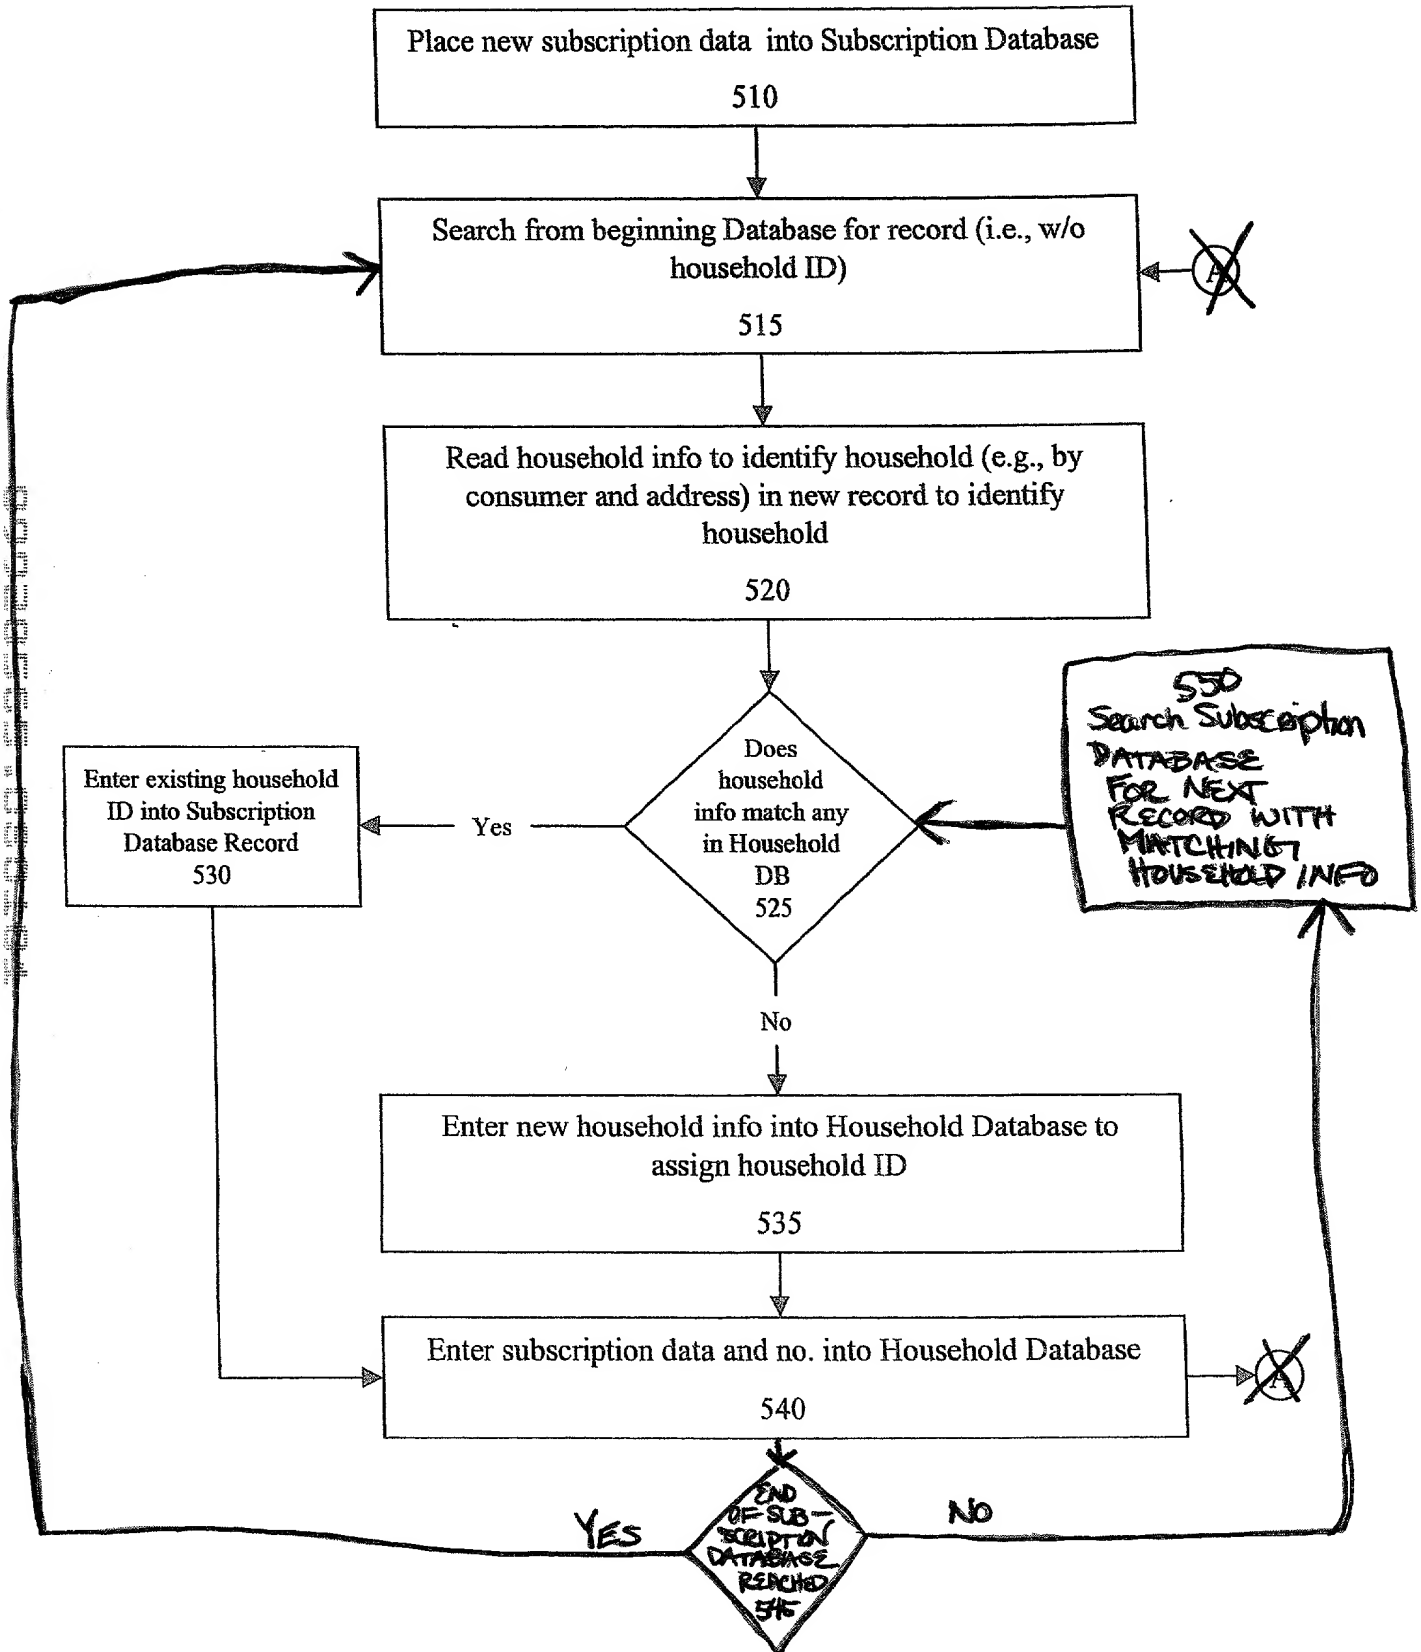 Place new subscription data into Subscription Database
510
Search from beginning Database for record (i.e., w/o
household ID)
515
A
Read household info to identify household (e.g., by
consumer and address) in new record to identify
household
520
550
Search Subscription
DATABASE
FOR NEXT
RECORD WITH
MATCHING
HOUSEHOLD INFO
Does
household
info match any
in Household
DB
525
Yes
Enter existing household
ID into Subscription
Database Record
530
No
Enter new household info into Household Database to
assign household ID
535
Enter subscription data and no. into Household Database
540
A
END
OF SUB-
SCRIPTION
DATABASE
REACHED
545
YES
NO